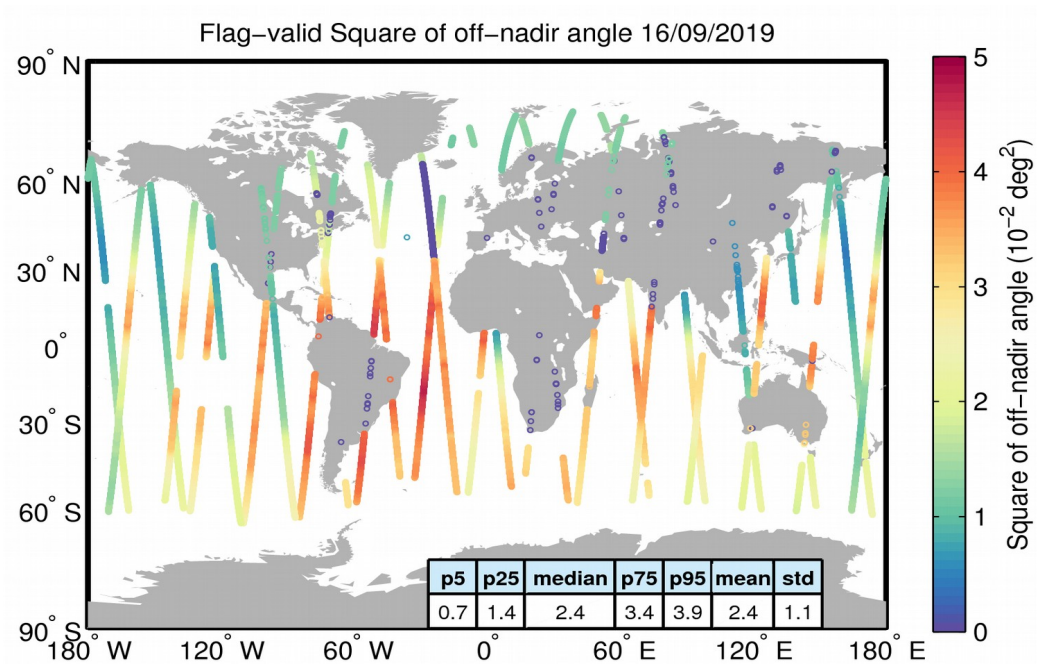 Flag-valid Square of off-nadir angle 16/09/2019
90° N
60° N
30° N
0°
30° S
60° S
90° S
180° W
120° W
60° W
0°
60° E
120° E
180° E
p5 p25 median p75 p95 mean std
0.7 1.4 2.4 3.4 3.9 2.4 1.1
5
4
3
2
1
0
Square of off-nadir angle (10⁻² deg²)